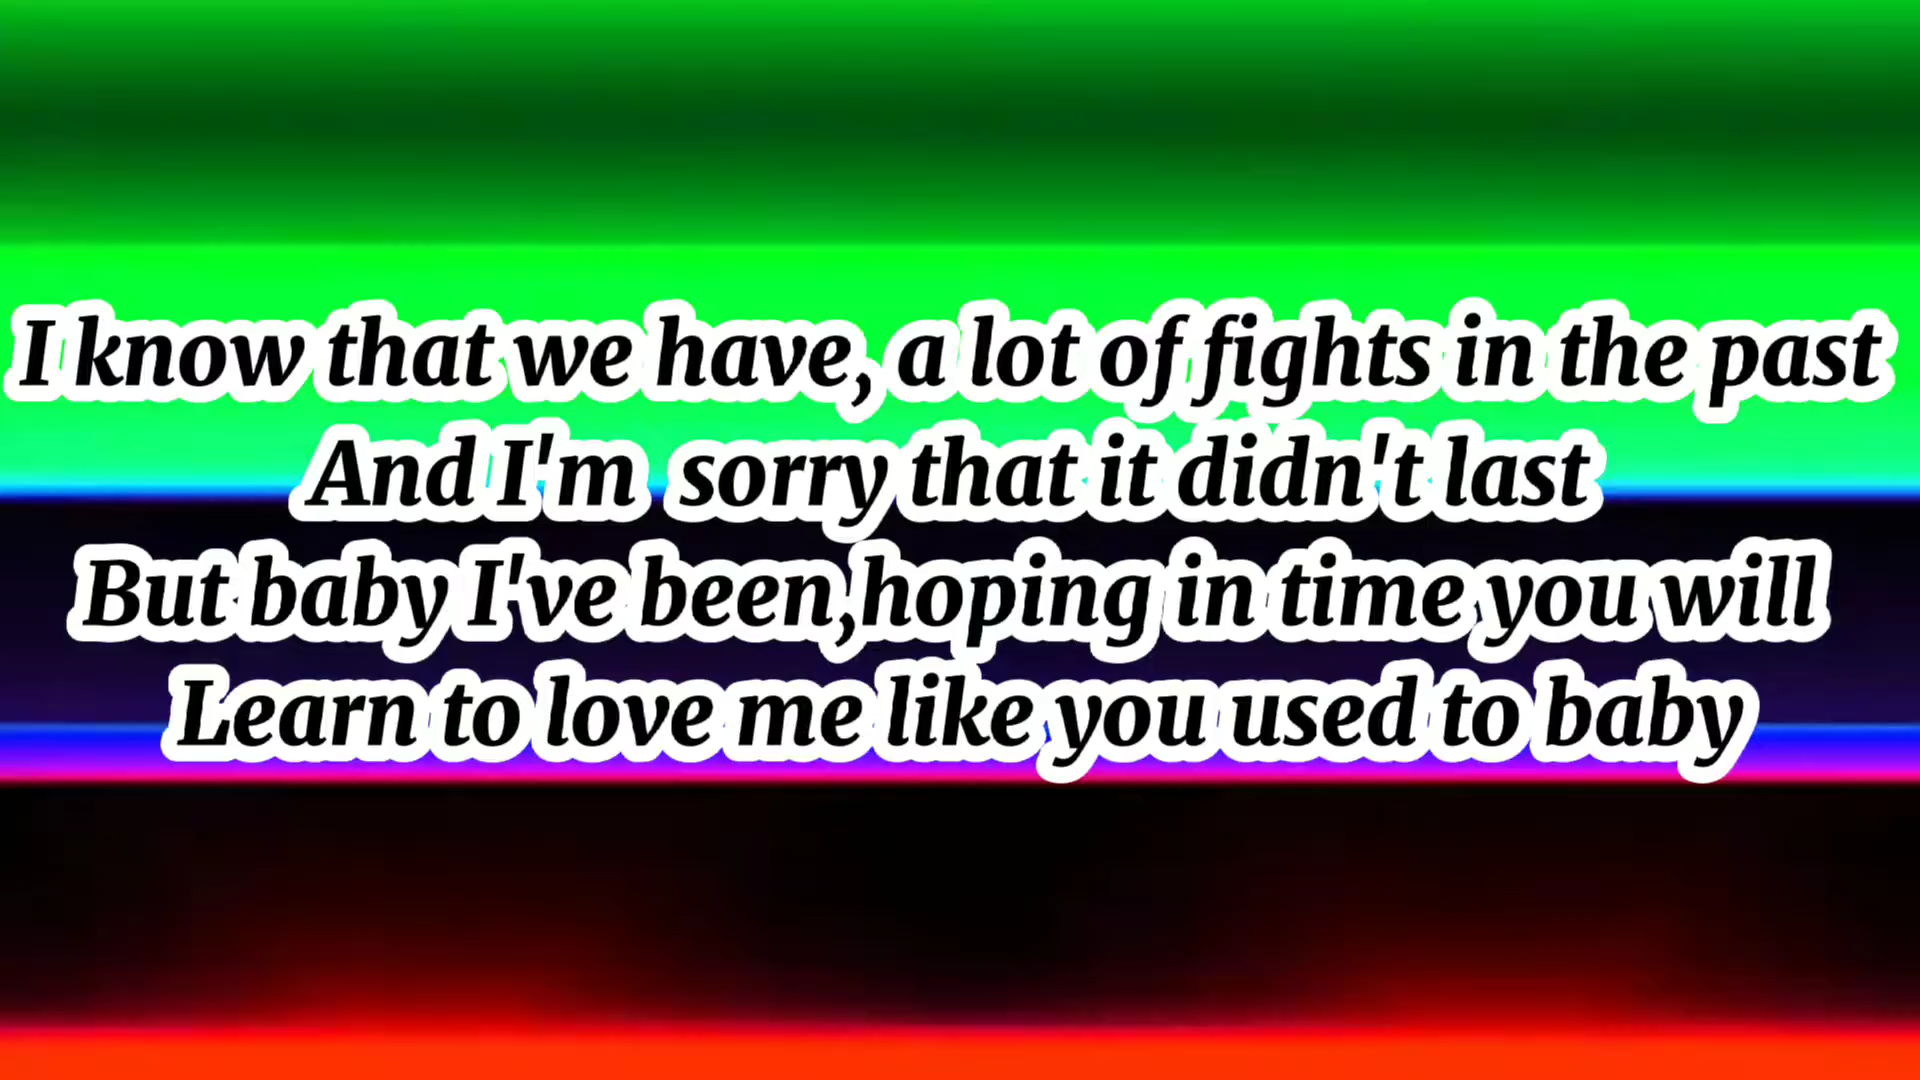 I know that we have, a lot of fights in the past
And I'm  sorry that it didn't last
But baby I've been,hoping in time you will
Learn to love me like you used to baby